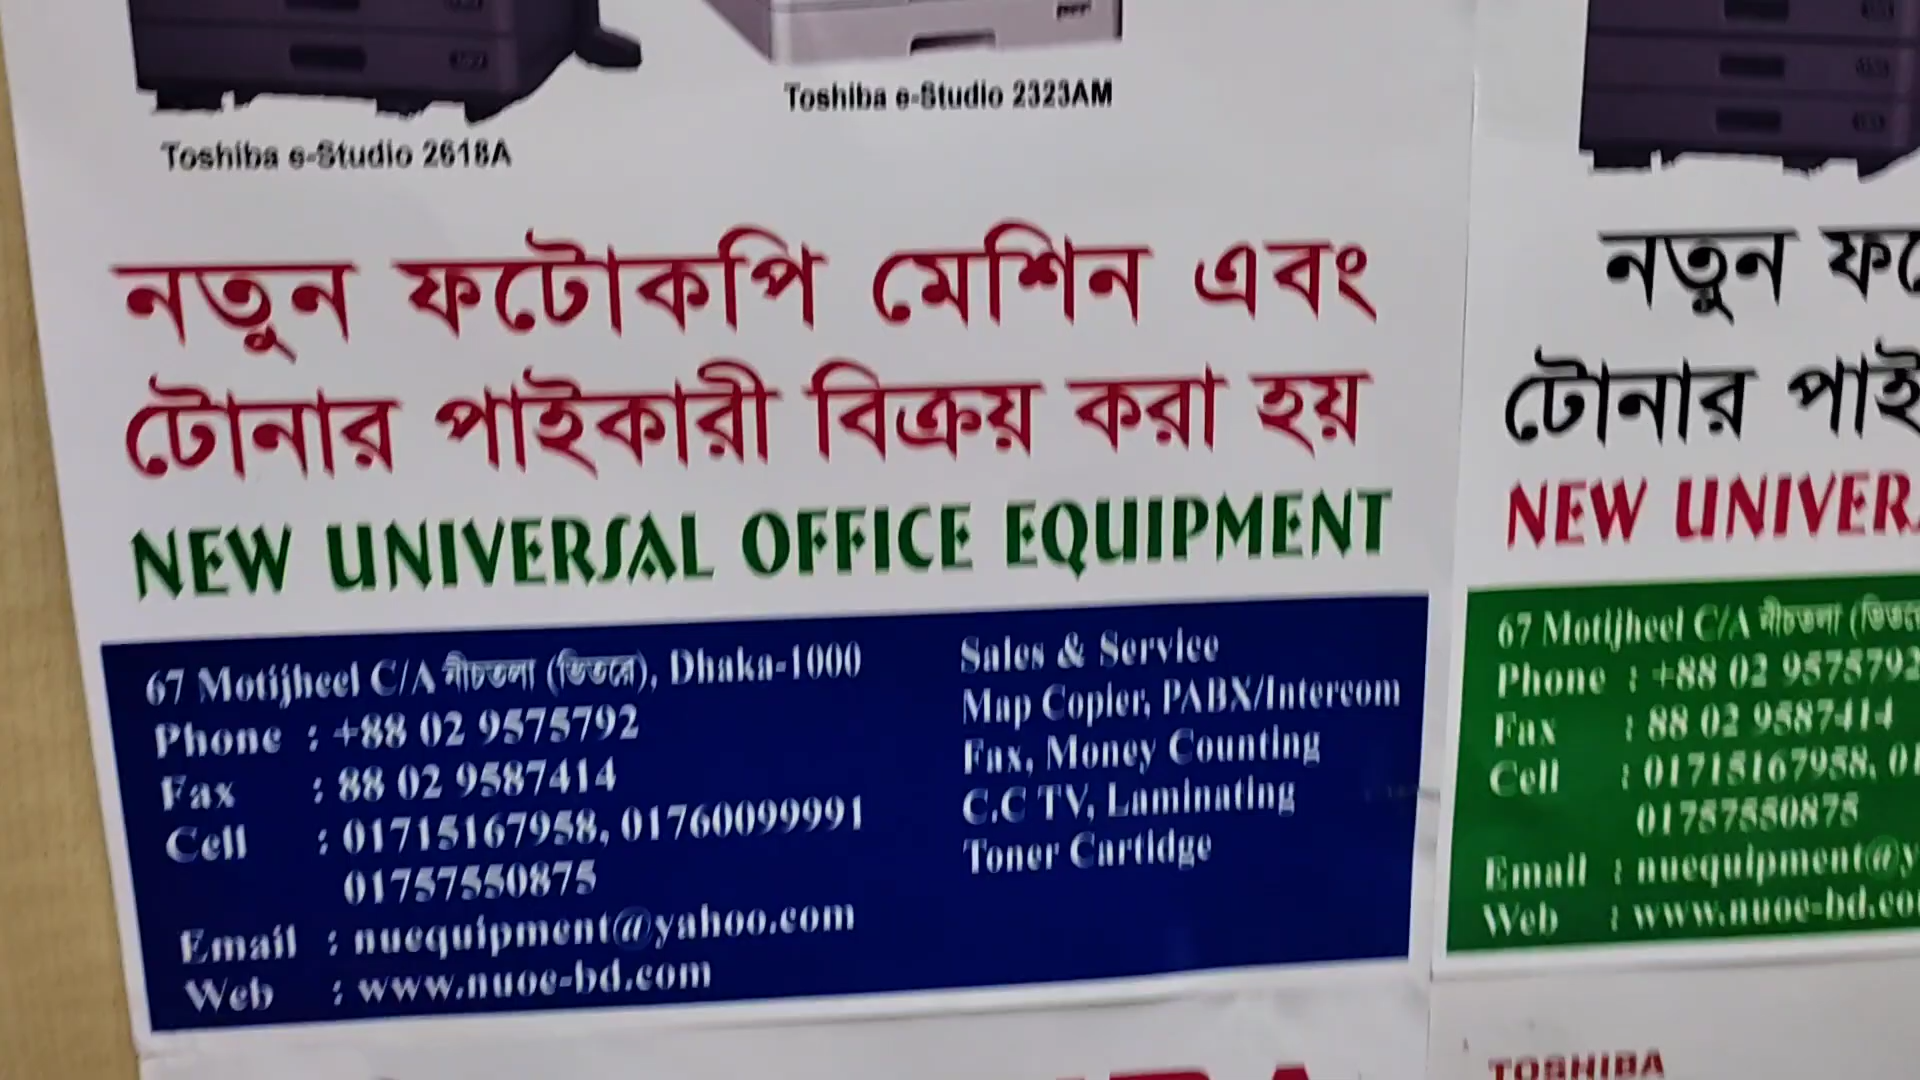 Toshiba e-Studio 2323AM
Toshiba e-Studio 2618A
নতুন ফটোকপি মেশিন এবং
টোনার পাইকারী বিক্রয় করা হয়
NEW UNIVERSAL OFFICE EQUIPMENT
67 Motijheel C/A নীচতলা (ভিতরে), Dhaka-1000
Phone : +88 02 9575792
Fax : 88 02 9587414
Cell : 01715167958, 01760099991
01757550875
Email : nuequipment@yahoo.com
Web : www.nuoe-bd.com
Sales & Service
Map Copier, PABX/Intercom
Fax, Money Counting
C.C TV, Laminating
Toner Cartidge
নতুন
টোনার
NEW
67 Motijheel C/A নীচতলা
Phone : +88 02 9575792
Fax : 88 02 9587414
Cell : 01715167958, 01
01757550875
Email : nuequipment@y
Web : www.nuoe-bd.co
TOSHIBA